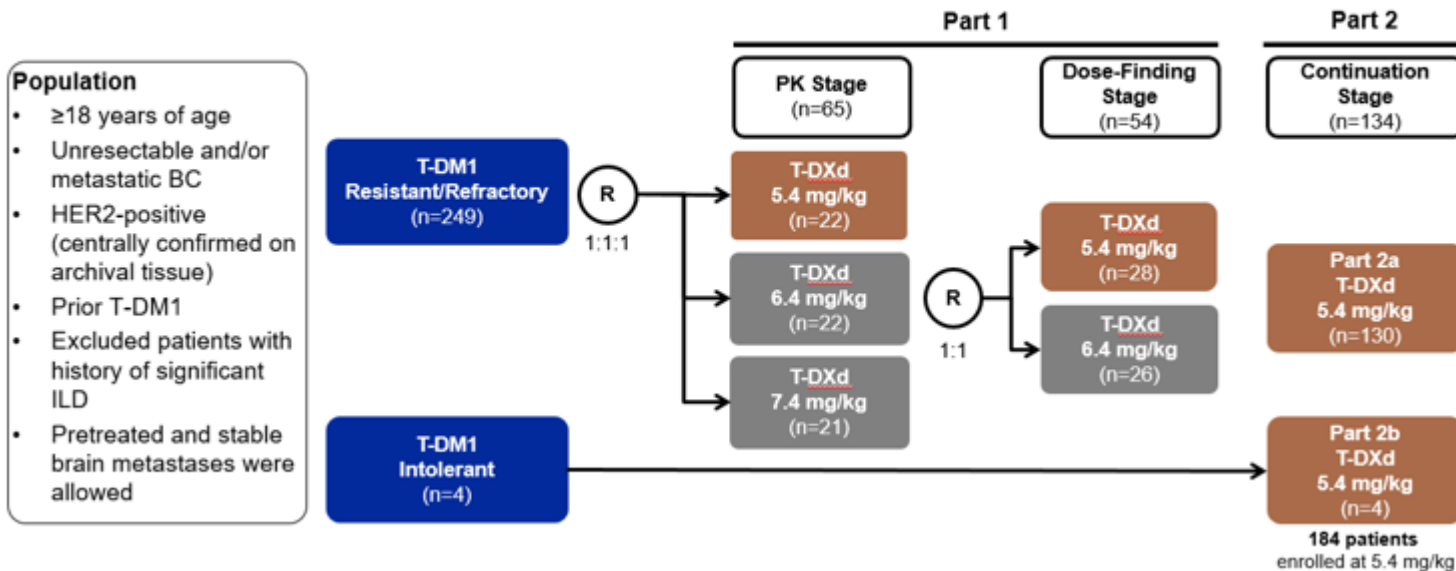 Part 1
Part 2
Population
• ≥18 years of age
• Unresectable and/or
metastatic BC
• HER2-positive
(centrally confirmed on
archival tissue)
• Prior T-DM1
• Excluded patients with
history of significant
ILD
• Pretreated and stable
brain metastases were
allowed
T-DM1
Resistant/Refractory
(n=249)
R
1:1:1
T-DM1
Intolerant
(n=4)
PK Stage
(n=65)
T-DXd
5.4 mg/kg
(n=22)
T-DXd
6.4 mg/kg
(n=22)
T-DXd
7.4 mg/kg
(n=21)
R
1:1
Dose-Finding
Stage
(n=54)
T-DXd
5.4 mg/kg
(n=28)
T-DXd
6.4 mg/kg
(n=26)
Continuation
Stage
(n=134)
Part 2a
T-DXd
5.4 mg/kg
(n=130)
Part 2b
T-DXd
5.4 mg/kg
(n=4)
184 patients
enrolled at 5.4 mg/kg